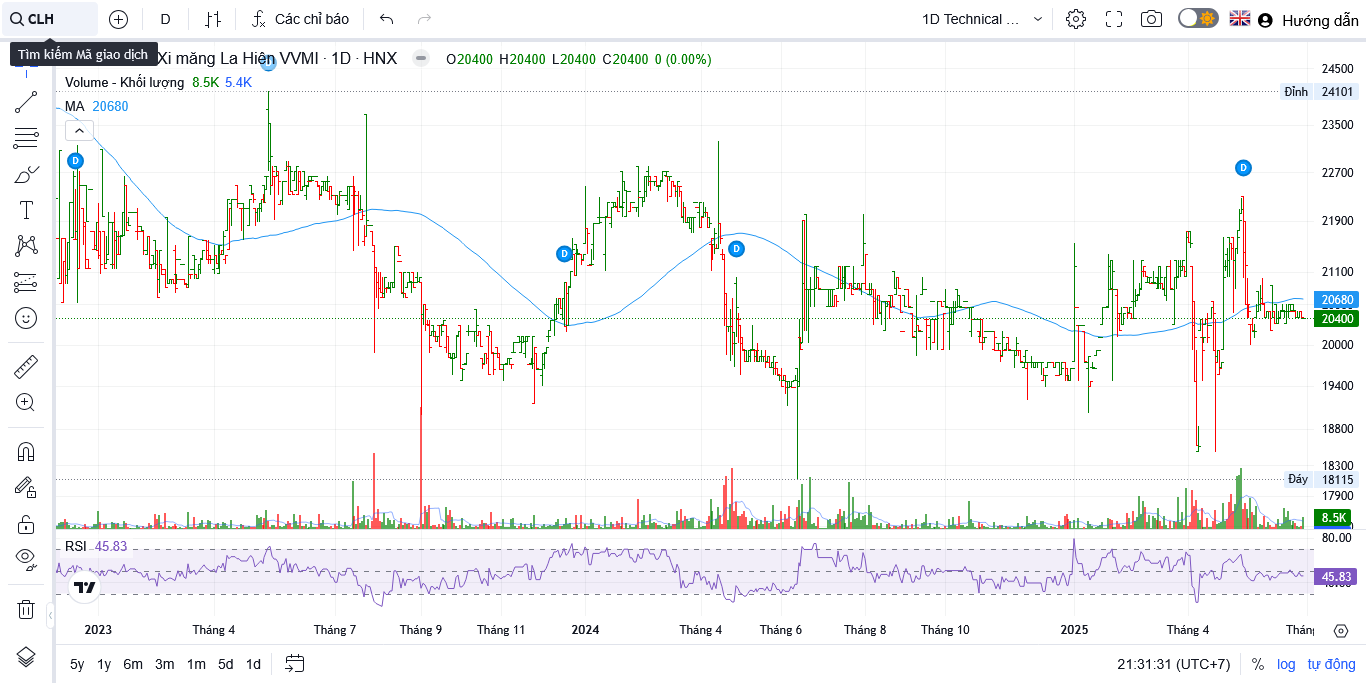 CLH
D
Các chỉ báo
1D Technical ...
Hướng dẫn
Tìm kiếm Mã giao dịch
Xi măng La Hiên VVMI · 1D · HNX
O20400 H20400 L20400 C20400 0 (0.00%)
Volume - Khối lượng 8.5K 5.4K
MA 20680
24500
Đỉnh 24101
23500
22700
21900
21100
20680
20400
20000
19400
18800
18300
Đáy 18115
17900
8.5K
D
D
D
D
RSI 45.83
80.00
45.83
2023
Tháng 4
Tháng 7
Tháng 9
Tháng 11
2024
Tháng 4
Tháng 6
Tháng 8
Tháng 10
2025
Tháng 4
5y 1y 6m 3m 1m 5d 1d
21:31:31 (UTC+7)
% log tự động